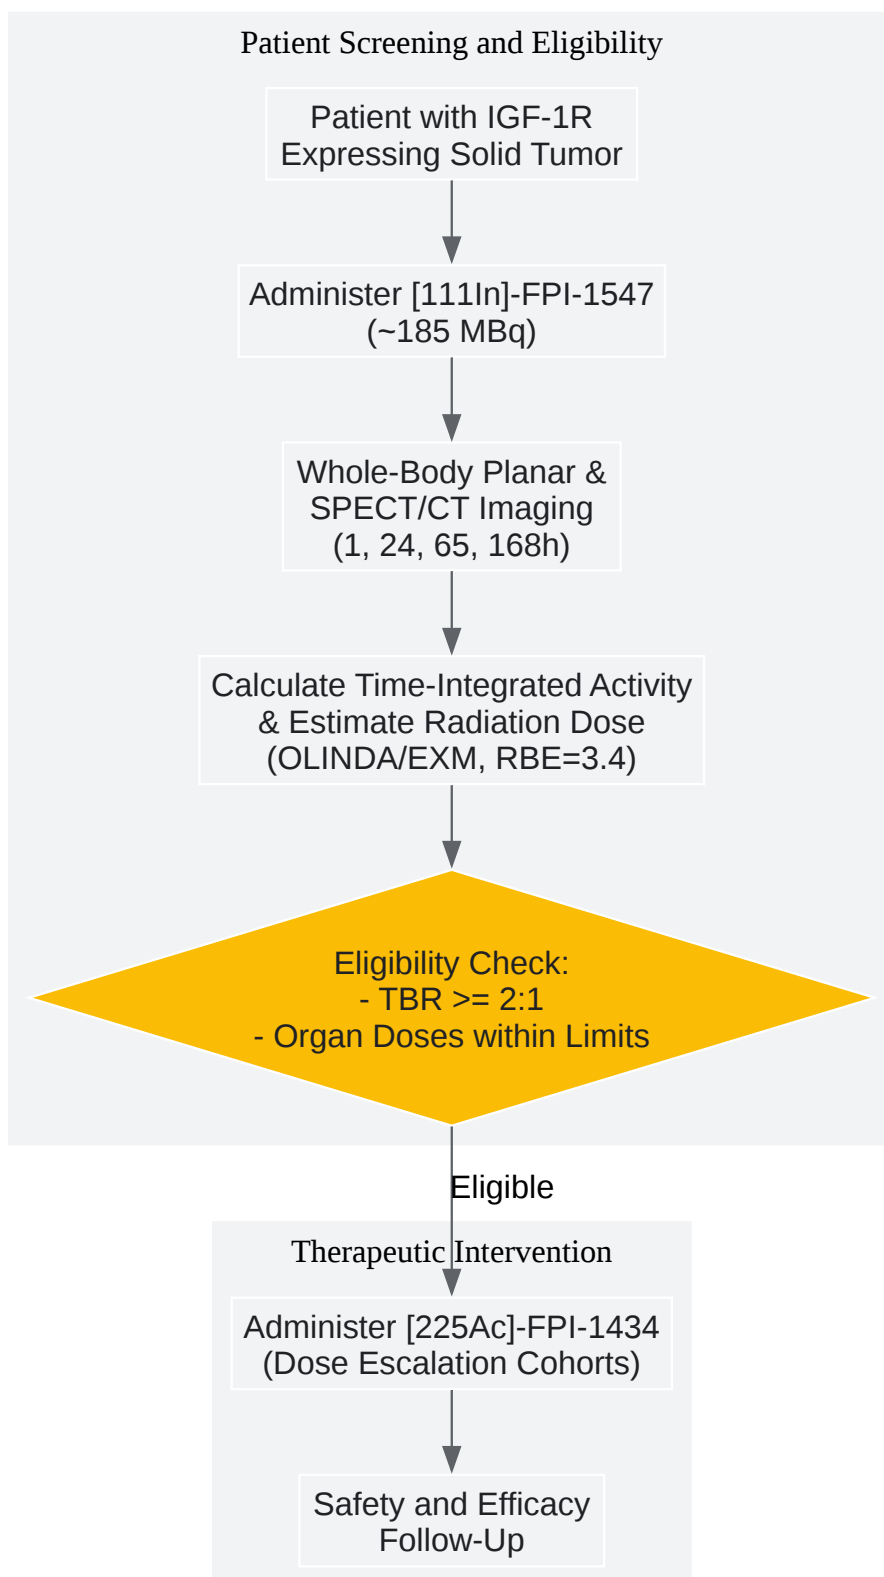 Patient Screening and Eligibility
Patient with IGF-1R
Expressing Solid Tumor
Administer [111In]-FPI-1547
(~185 MBq)
Whole-Body Planar &
SPECT/CT Imaging
(1, 24, 65, 168h)
Calculate Time-Integrated Activity
& Estimate Radiation Dose
(OLINDA/EXM, RBE=3.4)
Eligibility Check:
- TBR >= 2:1
- Organ Doses within Limits
Eligible
Therapeutic Intervention
Administer [225Ac]-FPI-1434
(Dose Escalation Cohorts)
Safety and Efficacy
Follow-Up